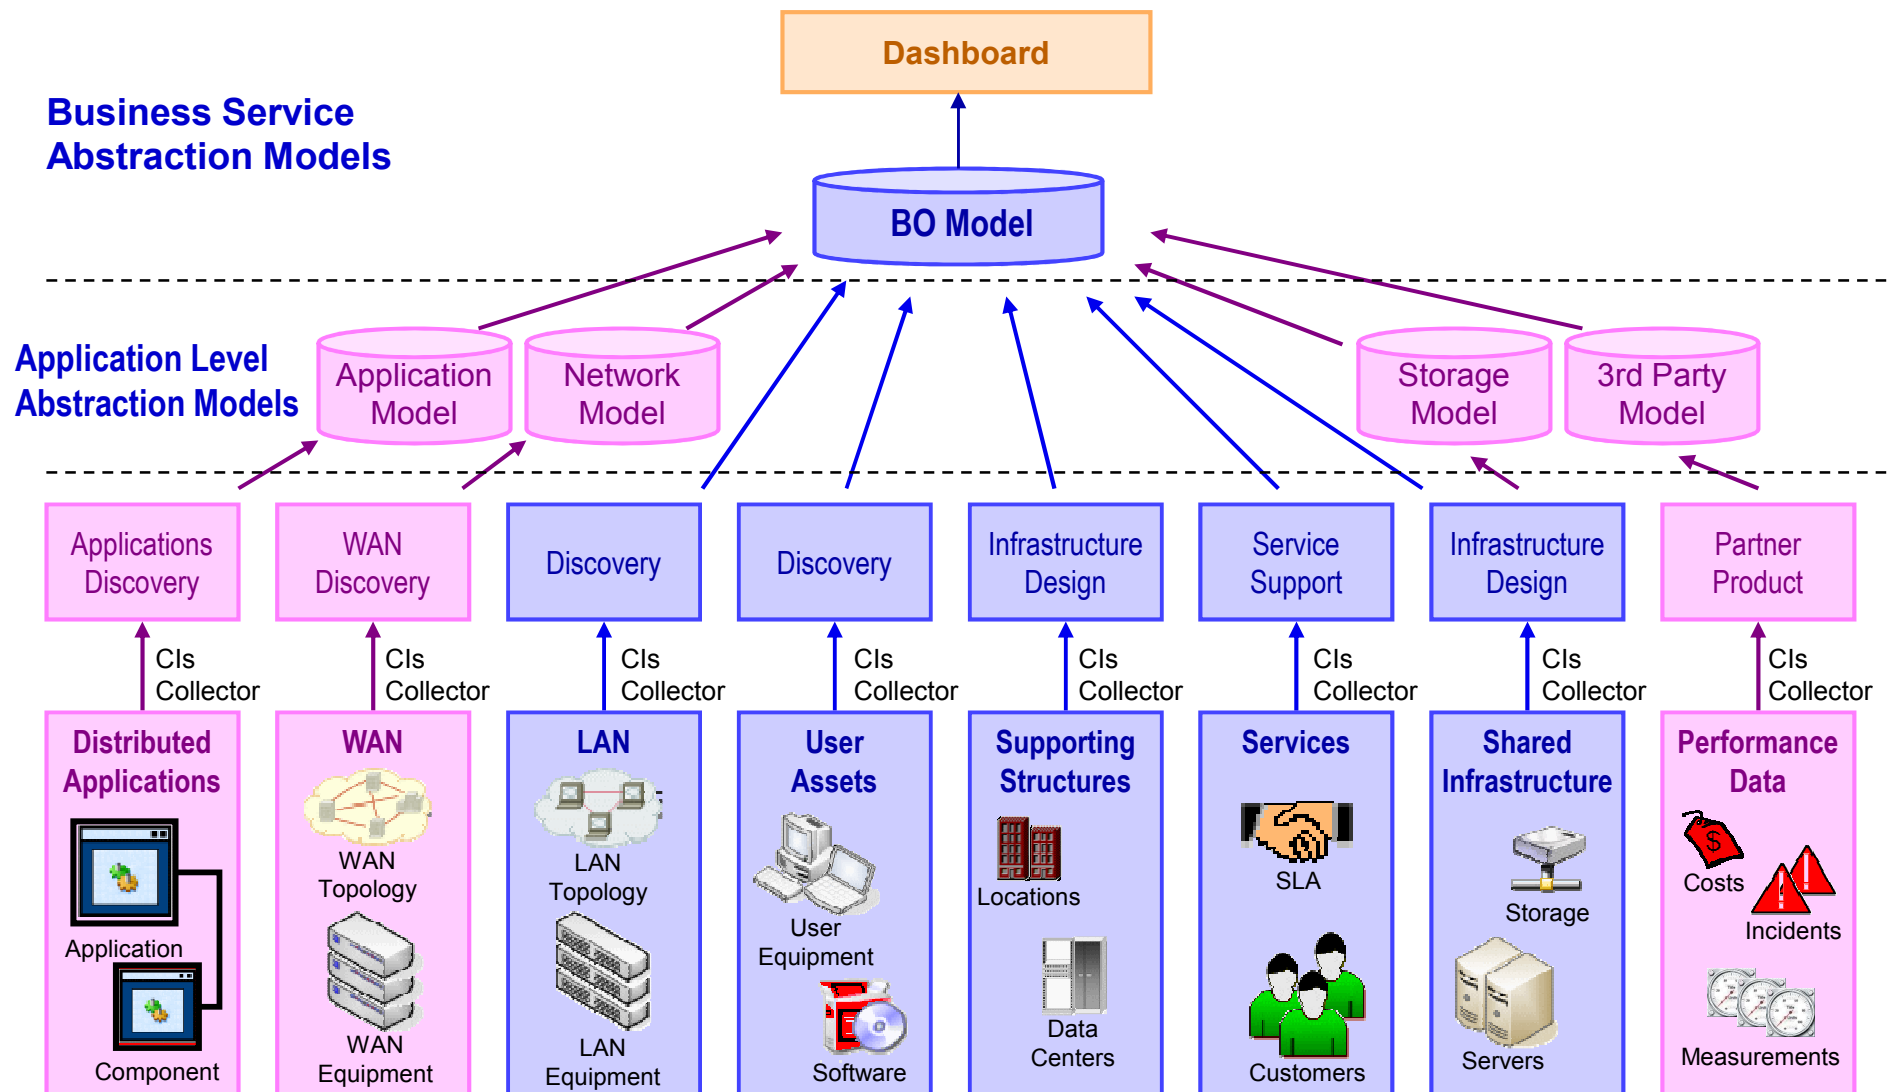 Dashboard
Business Service
Abstraction Models
BO Model
Application Level
Abstraction Models
Application
Model
Network
Model
Storage
Model
3rd Party
Model
Applications
Discovery
WAN
Discovery
Discovery
Discovery
Infrastructure
Design
Service
Support
Infrastructure
Design
Partner
Product
CIs
Collector
CIs
Collector
CIs
Collector
CIs
Collector
CIs
Collector
CIs
Collector
CIs
Collector
CIs
Collector
Distributed
Applications
Application
Component
WAN
WAN
Topology
WAN
Equipment
LAN
LAN
Topology
LAN
Equipment
User
Assets
User
Equipment
Software
Supporting
Structures
Locations
Data
Centers
Services
SLA
Customers
Shared
Infrastructure
Storage
Servers
Performance
Data
$
Costs
Incidents
Measurements